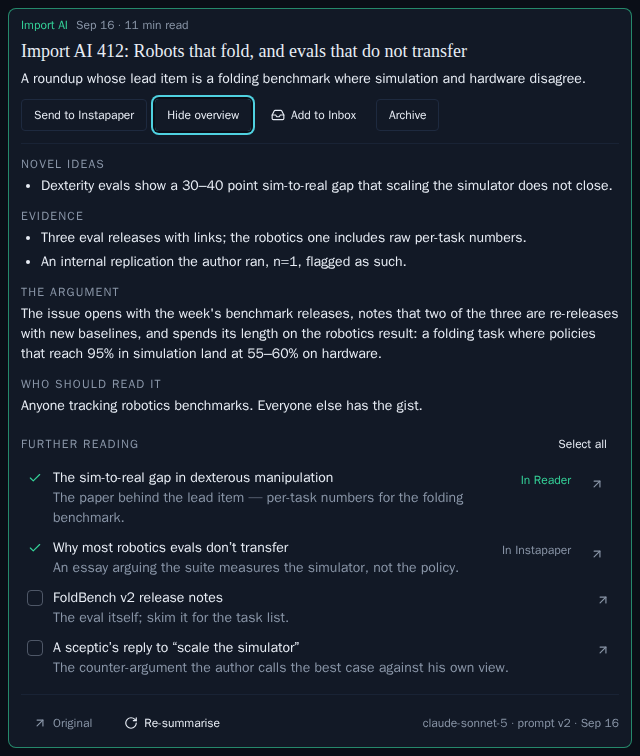 Import AI Sep 16 · 11 min read
Import AI 412: Robots that fold, and evals that do not transfer
A roundup whose lead item is a folding benchmark where simulation and hardware disagree.
Send to Instapaper Hide overview Add to Inbox Archive
NOVEL IDEAS
• Dexterity evals show a 30–40 point sim-to-real gap that scaling the simulator does not close.
EVIDENCE
• Three eval releases with links; the robotics one includes raw per-task numbers.
• An internal replication the author ran, n=1, flagged as such.
THE ARGUMENT
The issue opens with the week's benchmark releases, notes that two of the three are re-releases
with new baselines, and spends its length on the robotics result: a folding task where policies
that reach 95% in simulation land at 55–60% on hardware.
WHO SHOULD READ IT
Anyone tracking robotics benchmarks. Everyone else has the gist.
FURTHER READING Select all
The sim-to-real gap in dexterous manipulation In Reader
The paper behind the lead item — per-task numbers for the folding
benchmark.
Why most robotics evals don’t transfer In Instapaper
An essay arguing the suite measures the simulator, not the policy.
FoldBench v2 release notes
The eval itself; skim it for the task list.
A sceptic’s reply to “scale the simulator”
The counter-argument the author calls the best case against his own view.
Original Re-summarise claude-sonnet-5 · prompt v2 · Sep 16